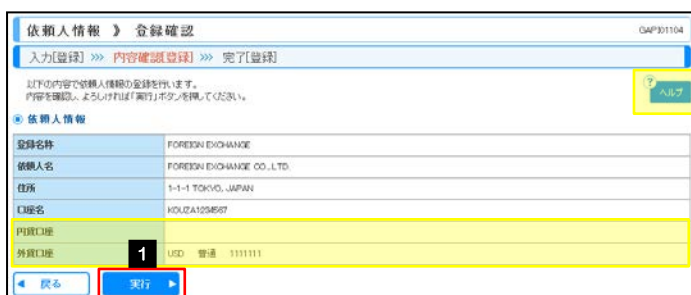 依頼人情報 》 登録確認
GAPI01104
入力[登録] >>> 内容確認[登録] >>> 完了[登録]
以下の内容で依頼人情報の登録を行います。
内容を確認し、よろしければ「実行」ボタンを押してください。
? ヘルプ
依頼人情報
登録名称 FOREIGN EXCHANGE
依頼人名 FOREIGN EXCHANGE CO.,LTD.
住所 1-1-1 TOKYO, JAPAN
口座名 KOUZA1234567
円貨口座
外貨口座 USD 普通 1111111
1
戻る 実行